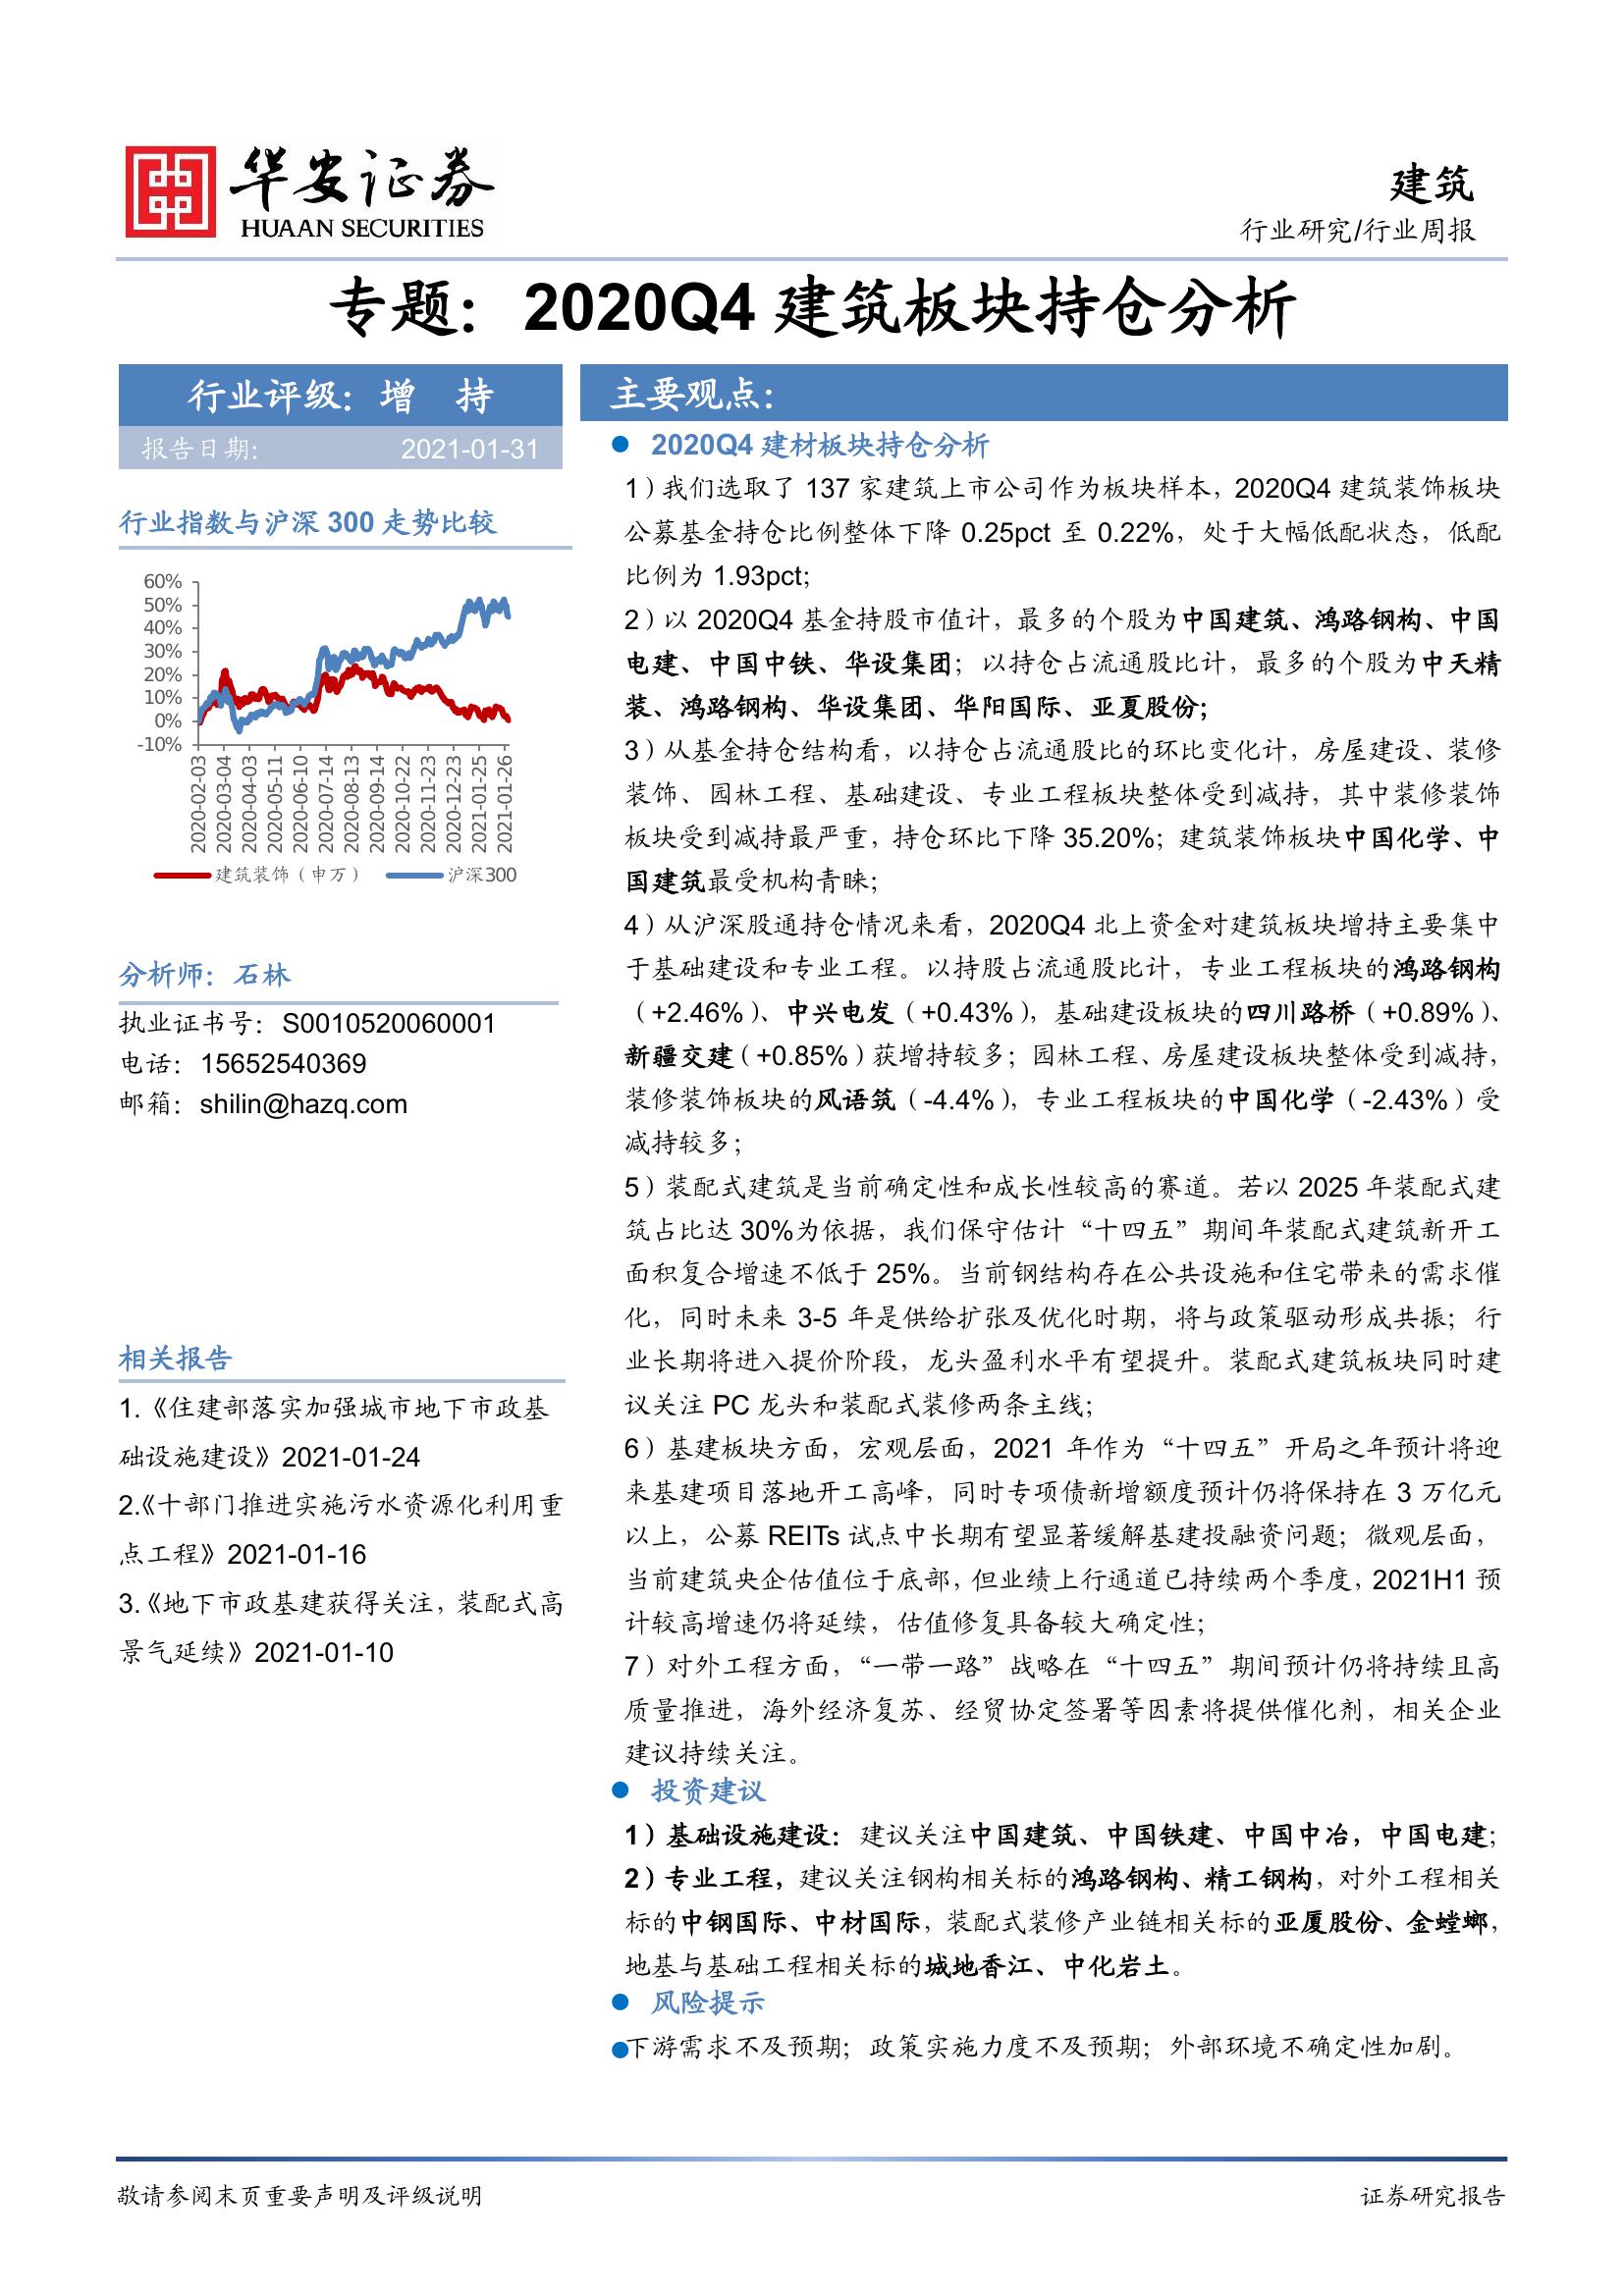 华安证券
HUAAN SECURITIES
建筑
行业研究/行业周报
专题：2020Q4 建筑板块持仓分析
行业评级：增 持
报告日期： 2021-01-31
行业指数与沪深 300 走势比较
60%
50%
40%
30%
20%
10%
0%
-10%
2020-02-03
2020-03-04
2020-04-03
2020-05-11
2020-06-10
2020-07-14
2020-08-13
2020-09-14
2020-10-22
2020-11-23
2020-12-23
2021-01-25
2021-01-26
建筑装饰（申万） 沪深300
分析师：石林
执业证书号：S0010520060001
电话：15652540369
邮箱：shilin@hazq.com
相关报告
1.《住建部落实加强城市地下市政基
础设施建设》2021-01-24
2.《十部门推进实施污水资源化利用重
点工程》2021-01-16
3.《地下市政基建获得关注，装配式高
景气延续》2021-01-10
主要观点：
● 2020Q4 建材板块持仓分析
1）我们选取了 137 家建筑上市公司作为板块样本，2020Q4 建筑装饰板块
公募基金持仓比例整体下降 0.25pct 至 0.22%，处于大幅低配状态，低配
比例为 1.93pct；
2）以 2020Q4 基金持股市值计，最多的个股为中国建筑、鸿路钢构、中国
电建、中国中铁、华设集团；以持仓占流通股比计，最多的个股为中天精
装、鸿路钢构、华设集团、华阳国际、亚夏股份；
3）从基金持仓结构看，以持仓占流通股比的环比变化计，房屋建设、装修
装饰、园林工程、基础建设、专业工程板块整体受到减持，其中装修装饰
板块受到减持最严重，持仓环比下降 35.20%；建筑装饰板块中国化学、中
国建筑最受机构青睐；
4）从沪深股通持仓情况来看，2020Q4 北上资金对建筑板块增持主要集中
于基础建设和专业工程。以持股占流通股比计，专业工程板块的鸿路钢构
（+2.46%）、中兴电发（+0.43%），基础建设板块的四川路桥（+0.89%）、
新疆交建（+0.85%）获增持较多；园林工程、房屋建设板块整体受到减持，
装修装饰板块的风语筑（-4.4%），专业工程板块的中国化学（-2.43%）受
减持较多；
5）装配式建筑是当前确定性和成长性较高的赛道。若以 2025 年装配式建
筑占比达 30%为依据，我们保守估计“十四五”期间年装配式建筑新开工
面积复合增速不低于 25%。当前钢结构存在公共设施和住宅带来的需求催
化，同时未来 3-5 年是供给扩张及优化时期，将与政策驱动形成共振；行
业长期将进入提价阶段，龙头盈利水平有望提升。装配式建筑板块同时建
议关注 PC 龙头和装配式装修两条主线；
6）基建板块方面，宏观层面，2021 年作为“十四五”开局之年预计将迎
来基建项目落地开工高峰，同时专项债新增额度预计仍将保持在 3 万亿元
以上，公募 REITs 试点中长期有望显著缓解基建投融资问题；微观层面，
当前建筑央企估值位于底部，但业绩上行通道已持续两个季度，2021H1 预
计较高增速仍将延续，估值修复具备较大确定性；
7）对外工程方面，“一带一路”战略在“十四五”期间预计仍将持续且高
质量推进，海外经济复苏、经贸协定签署等因素将提供催化剂，相关企业
建议持续关注。
● 投资建议
1）基础设施建设：建议关注中国建筑、中国铁建、中国中冶，中国电建；
2）专业工程，建议关注钢构相关标的鸿路钢构、精工钢构，对外工程相关
标的中钢国际、中材国际，装配式装修产业链相关标的亚厦股份、金螳螂，
地基与基础工程相关标的城地香江、中化岩土。
● 风险提示
●下游需求不及预期；政策实施力度不及预期；外部环境不确定性加剧。
敬请参阅末页重要声明及评级说明
证券研究报告